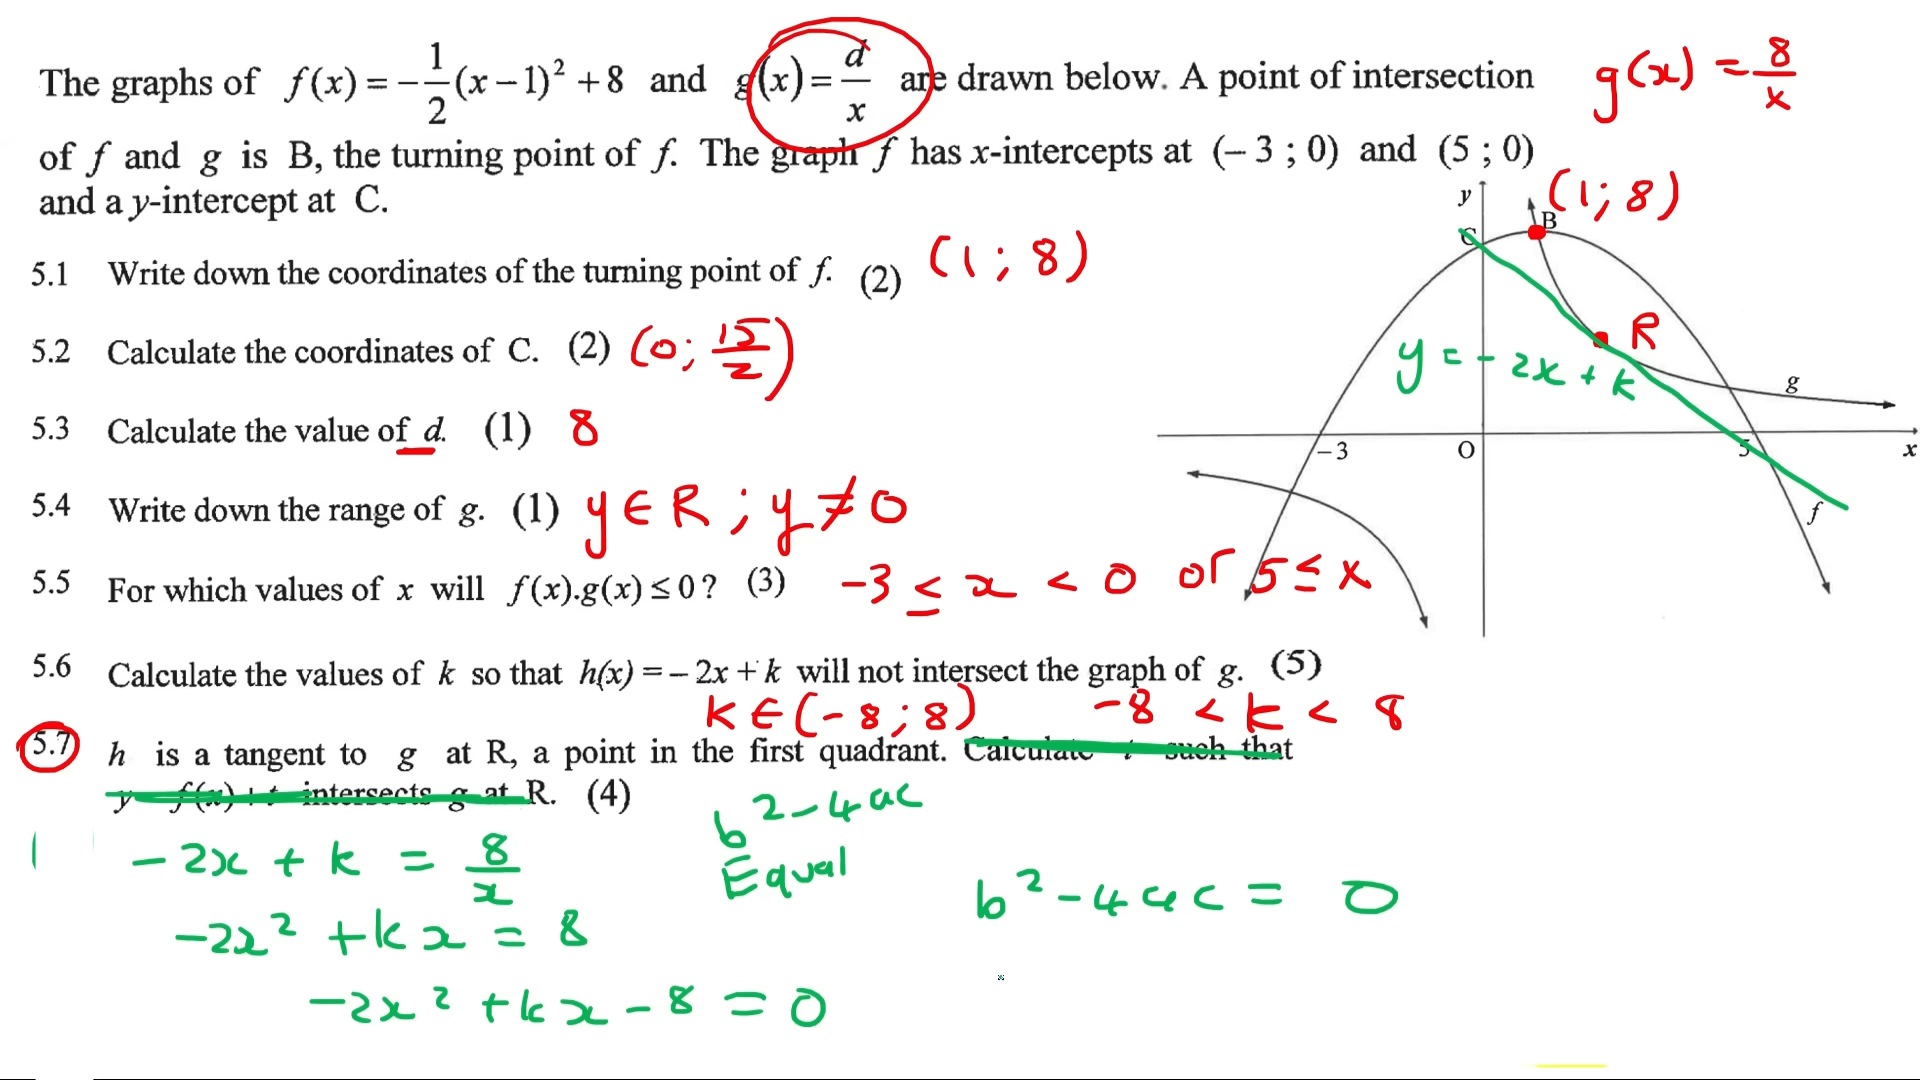 The graphs of f(x) = -1/2(x-1)² + 8 and g(x) = d/x are drawn below. A point of intersection
g(x) = 8/x
of f and g is B, the turning point of f. The graph f has x-intercepts at (– 3 ; 0) and (5 ; 0)
and a y-intercept at C.
y
(1; 8)
B
C
5.1 Write down the coordinates of the turning point of f. (2) (1 ; 8)
R
5.2 Calculate the coordinates of C. (2) (0; 15/2)
y = -2x + k
g
5.3 Calculate the value of d. (1) 8
– 3
O
5
x
5.4 Write down the range of g. (1) y ∈ R ; y ≠ 0
f
5.5 For which values of x will f(x).g(x) ≤ 0? (3) -3 ≤ x < 0 or 5 ≤ x
5.6 Calculate the values of k so that h(x) = – 2x + k will not intersect the graph of g. (5)
k ∈ (-8 ; 8) -8 < k < 8
5.7 h is a tangent to g at R, a point in the first quadrant. Calculate t such that
y = f(x) + t intersects g at R. (4)
b² - 4ac
Equal
-2x + k = 8/x
b² - 4ac = 0
-2x² + kx = 8
-2x² + kx - 8 = 0